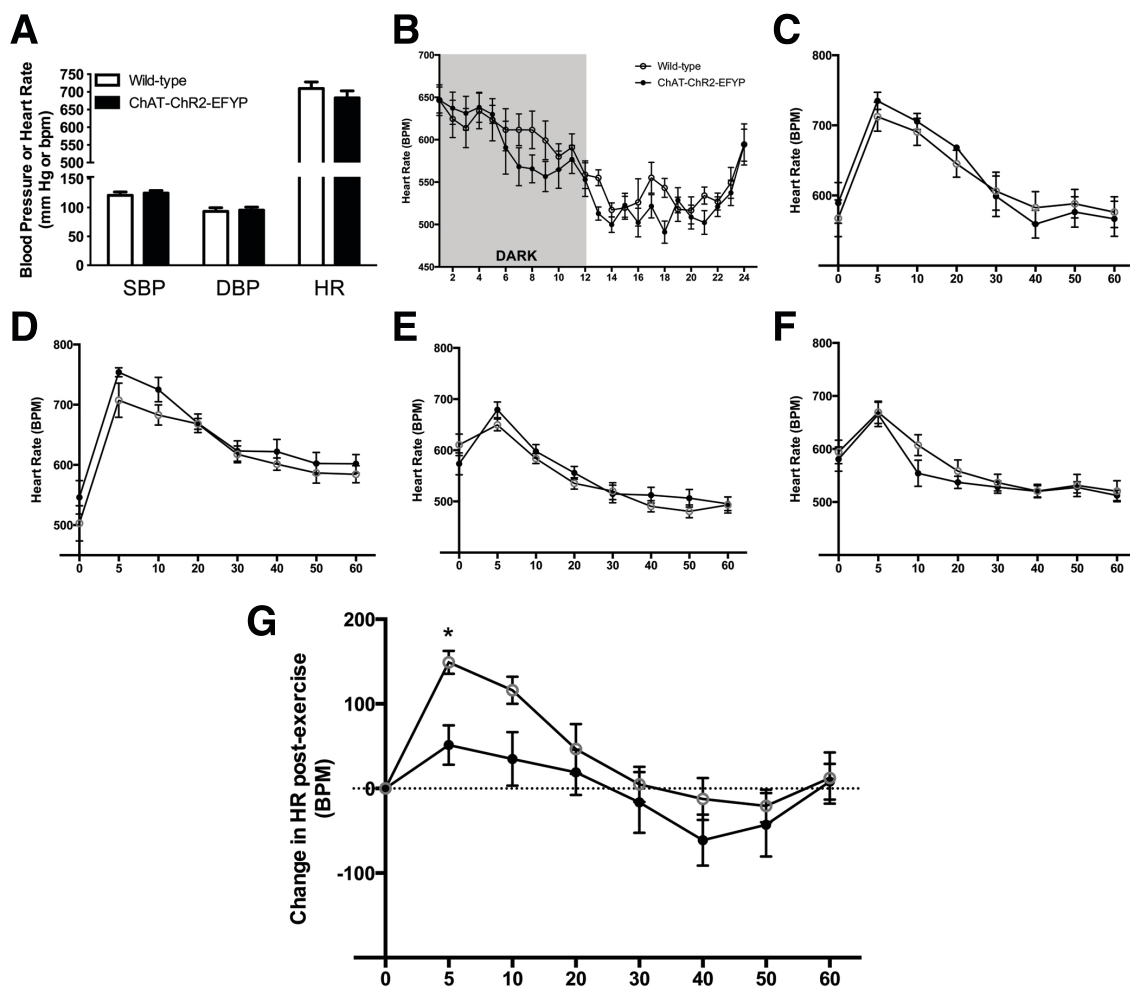 A
Blood Pressure or Heart Rate
(mm Hg or bpm)
750
700
650
600
550
500
150
100
50
0
Wild-type
ChAT-ChR2-EFYP
SBP DBP HR
B
Heart Rate (BPM)
700
650
600
550
500
450
Wild-type
ChAT-ChR2-EFYP
DARK
2 4 6 8 10 12 14 16 18 20 22 24
C
Heart Rate (BPM)
800
700
600
0 5 10 20 30 40 50 60
D
Heart Rate (BPM)
800
700
600
500
0 5 10 20 30 40 50 60
E
Heart Rate (BPM)
800
700
600
500
0 5 10 20 30 40 50 60
F
Heart Rate (BPM)
800
700
600
500
0 5 10 20 30 40 50 60
G
Change in HR post-exercise
(BPM)
200
100
0
-100
*
0 5 10 20 30 40 50 60